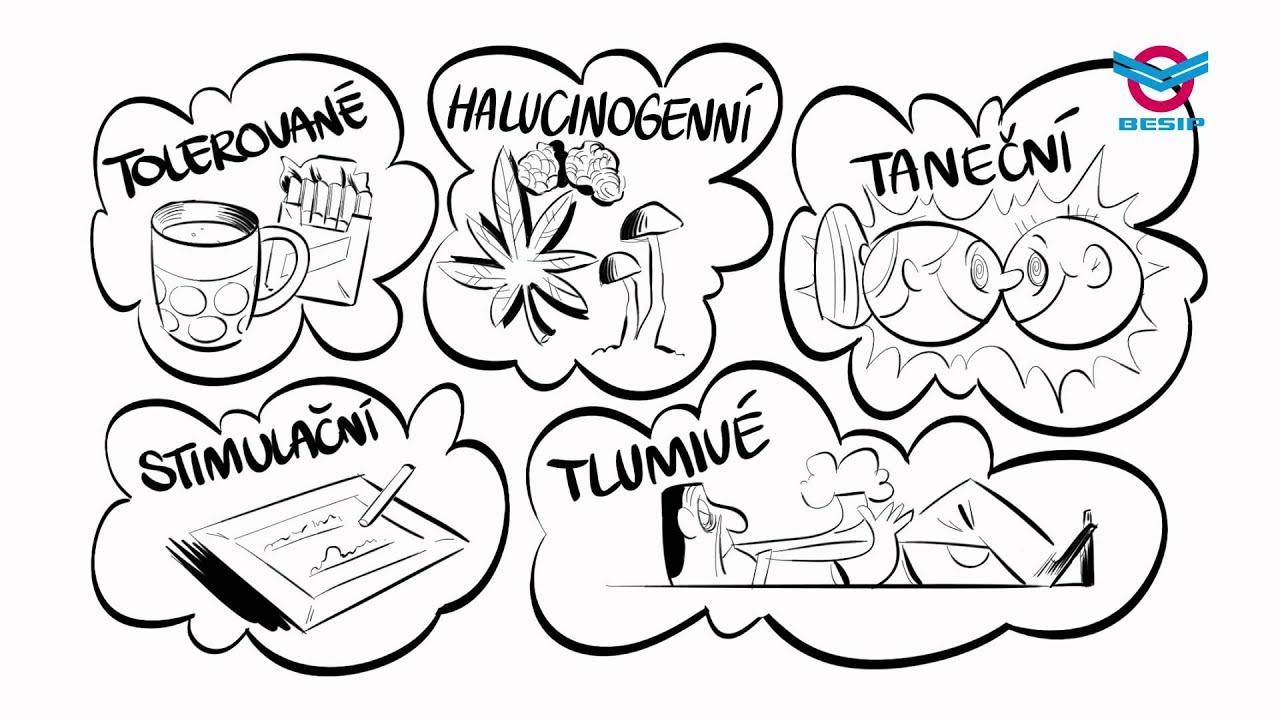 TOLEROVANÉ
HALUCINOGENNÍ
TANEČNÍ
BESIP
STIMULAČNÍ
TLUMIVÉ